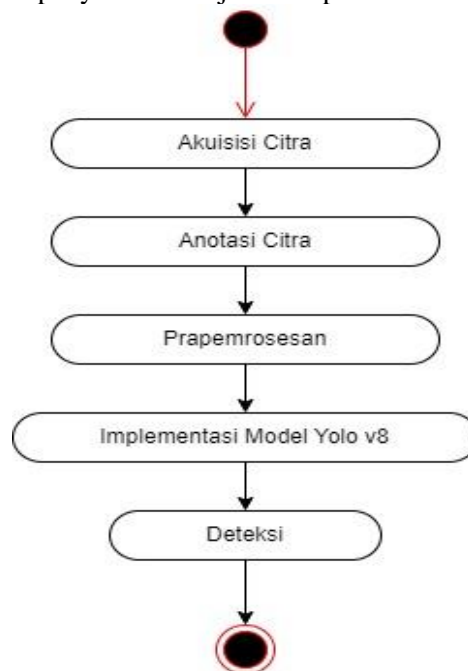 Akuisisi Citra
Anotasi Citra
Prapemrosesan
Implementasi Model Yolo v8
Deteksi